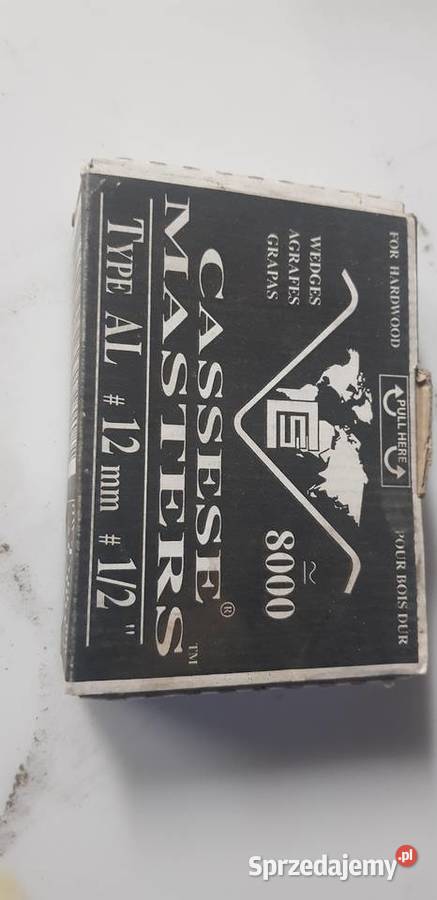 FOR HARDWOOD
PULL HERE
POUR BOIS DUR
WEDGES
AGRAFES
GRAPAS
≃
8000
CASSESE®
MASTERS™
TYPE AL # 12 mm # 1/2"
Sprzedajemy.pl